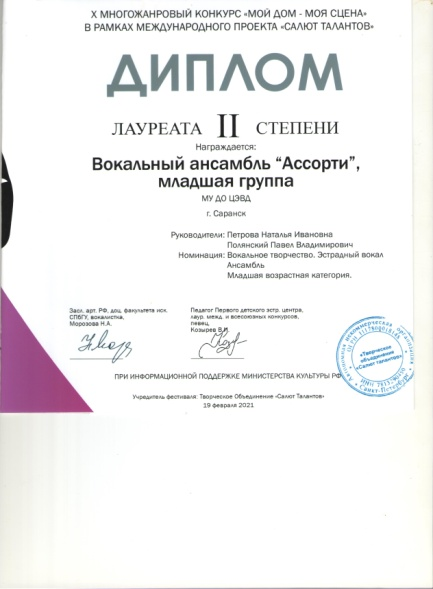 X МНОГОЖАНРОВЫЙ КОНКУРС «МОЙ ДОМ - МОЯ СЦЕНА»
В РАМКАХ МЕЖДУНАРОДНОГО ПРОЕКТА «САЛЮТ ТАЛАНТОВ»
ДИПЛОМ
ЛАУРЕАТА II СТЕПЕНИ
Награждается:
Вокальный ансамбль “Ассорти”,
младшая группа
МУ ДО ЦЭВД
г. Саранск
Руководители: Петрова Наталья Ивановна
Полянский Павел Владимирович
Номинация: Вокальное творчество. Эстрадный вокал
Ансамбль
Младшая возрастная категория.
Засл. арт. РФ, доц. факультета иск.
СПбГУ, вокалистка,
Морозова Н.А.
Педагог Первого детского эстр. центра,
лаур. межд. и всесоюзных конкурсов,
певец,
Козырев В.И.
«Творческое
объединение
«Салют Талантов»
Санкт-Петербург
ПРИ ИНФОРМАЦИОННОЙ ПОДДЕРЖКЕ МИНИСТЕРСТВА КУЛЬТУРЫ РФ
Учредитель фестиваля: Творческое Объединение «Салют Талантов»
19 февраля 2021